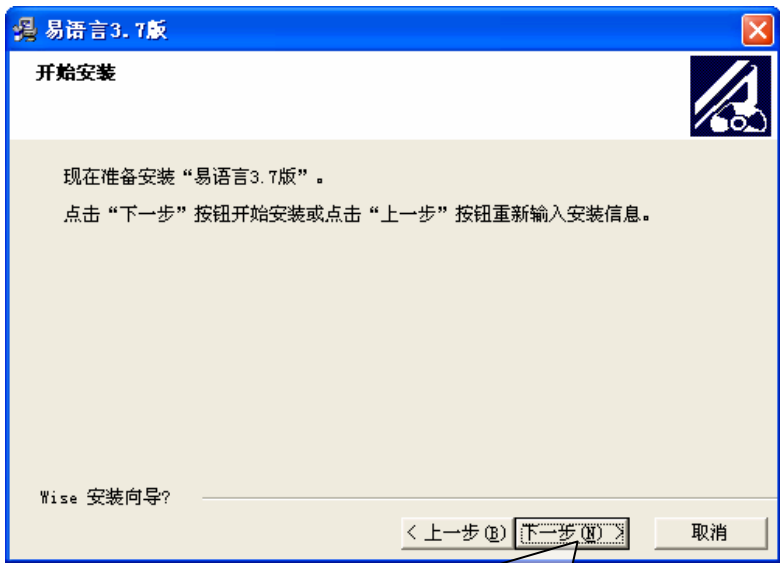 易语言3.7版
开始安装
现在准备安装“易语言3.7版”。
点击“下一步”按钮开始安装或点击“上一步”按钮重新输入安装信息。
Wise 安装向导?
< 上一步(B) 下一步(N) > 取消